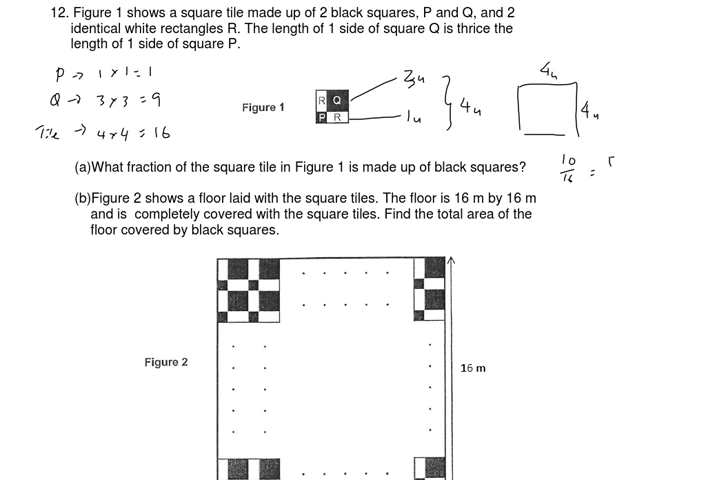 12. Figure 1 shows a square tile made up of 2 black squares, P and Q, and 2
identical white rectangles R. The length of 1 side of square Q is thrice the
length of 1 side of square P.
P → 1 x 1 = 1
Q → 3 x 3 = 9
Tile → 4 x 4 = 16
Figure 1
R Q
P R
3u
1u
4u
4u
4u
(a)What fraction of the square tile in Figure 1 is made up of black squares?
10/16 =
(b)Figure 2 shows a floor laid with the square tiles. The floor is 16 m by 16 m
and is completely covered with the square tiles. Find the total area of the
floor covered by black squares.
Figure 2
16 m